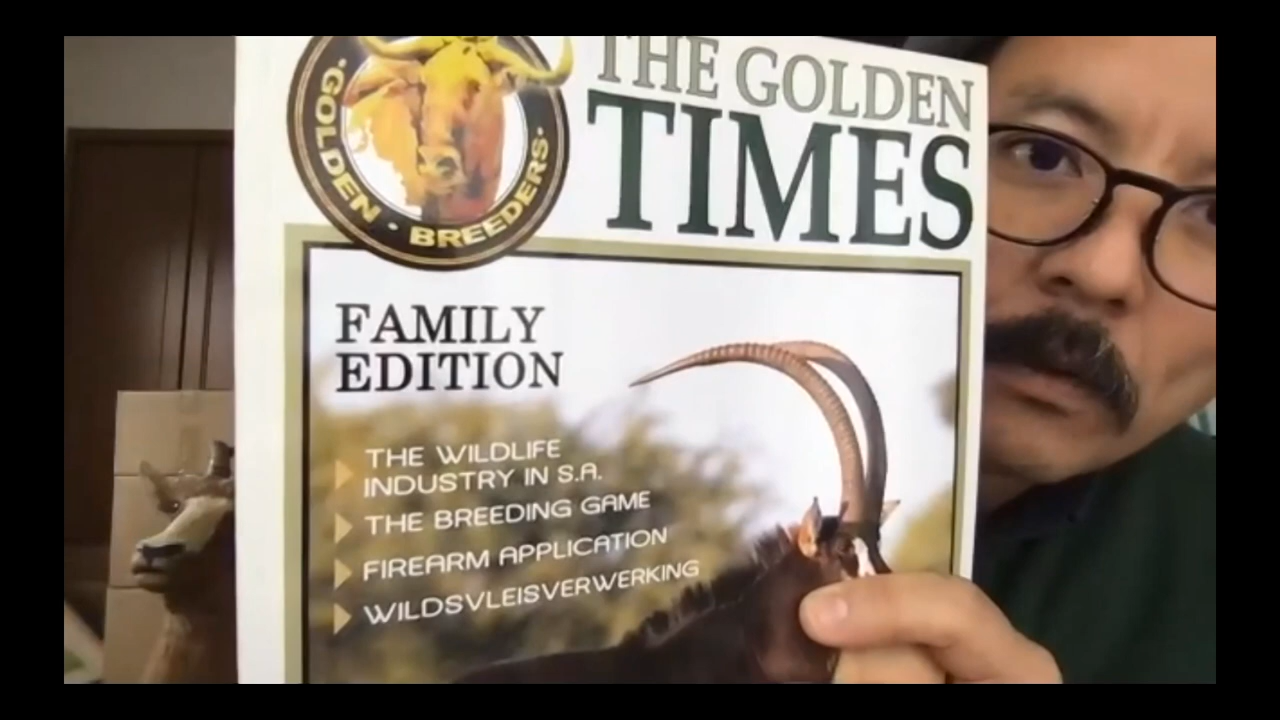 ·GOLDEN · BREEDERS·
THE GOLDEN
TIMES
FAMILY
EDITION
THE WILDLIFE
INDUSTRY IN S.A.
THE BREEDING GAME
FIREARM APPLICATION
WILDSVLEISVERWERKING